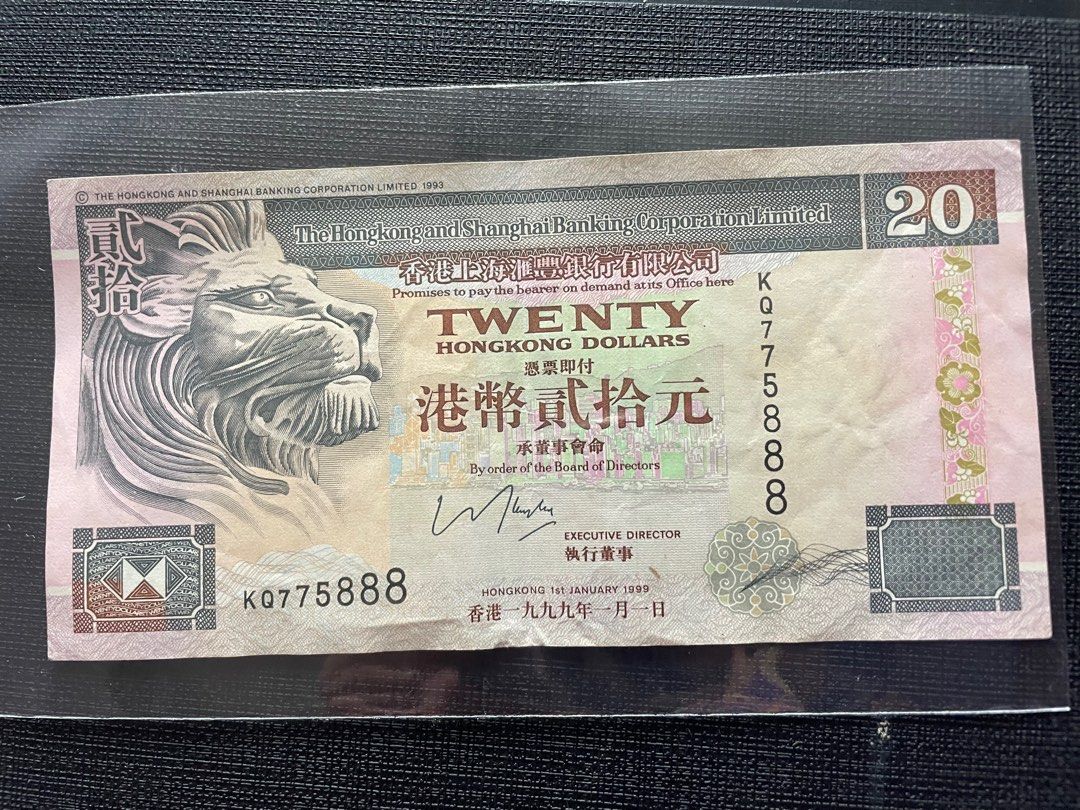 © THE HONGKONG AND SHANGHAI BANKING CORPORATION LIMITED 1993
貳拾
The Hongkong and Shanghai Banking Corporation Limited
20
香港上海滙豐銀行有限公司
Promises to pay the bearer on demand at its Office here
TWENTY
HONGKONG DOLLARS
憑票即付
港幣貳拾元
承董事會命
By order of the Board of Directors
KQ775888
EXECUTIVE DIRECTOR
執行董事
KQ775888
HONGKONG 1st JANUARY 1999
香港一九九九年一月一日